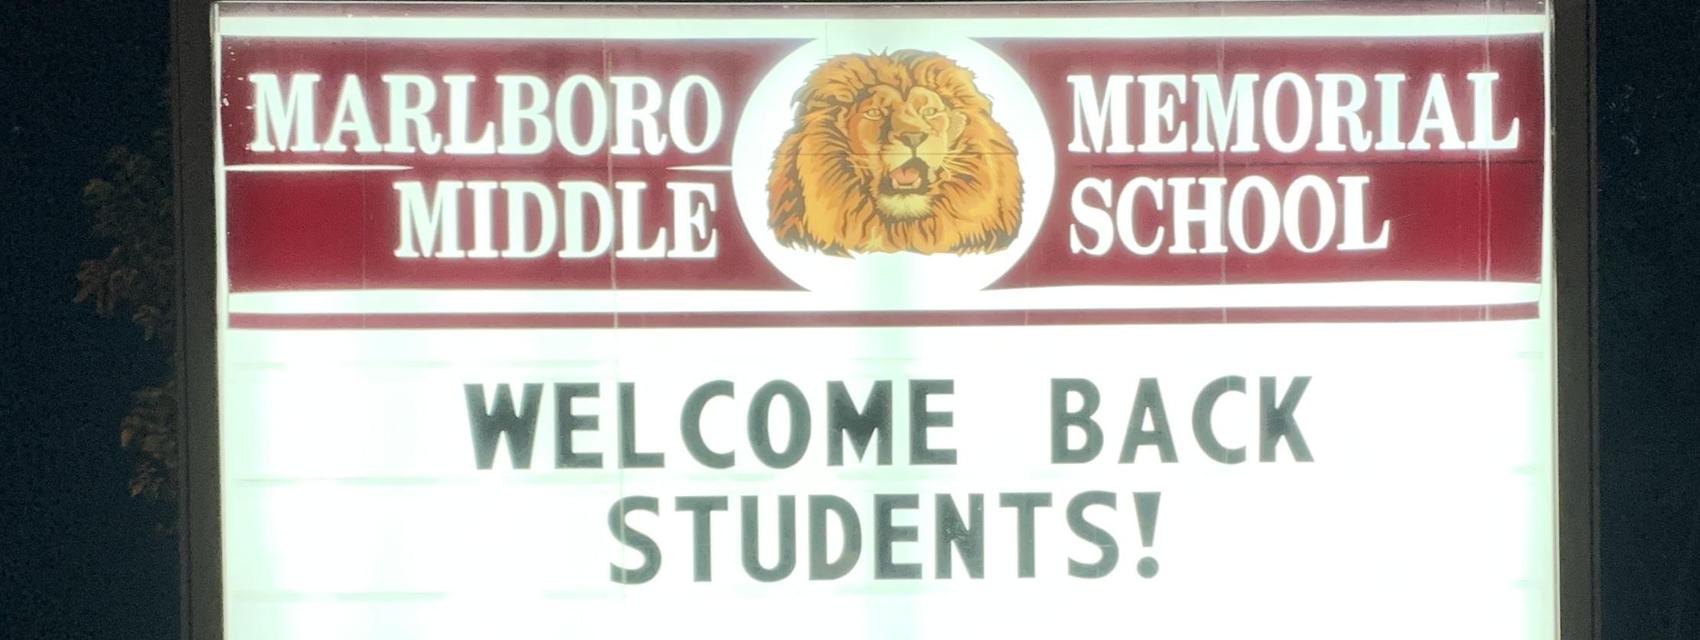 MARLBORO MEMORIAL
MIDDLE SCHOOL
WELCOME BACK
STUDENTS!